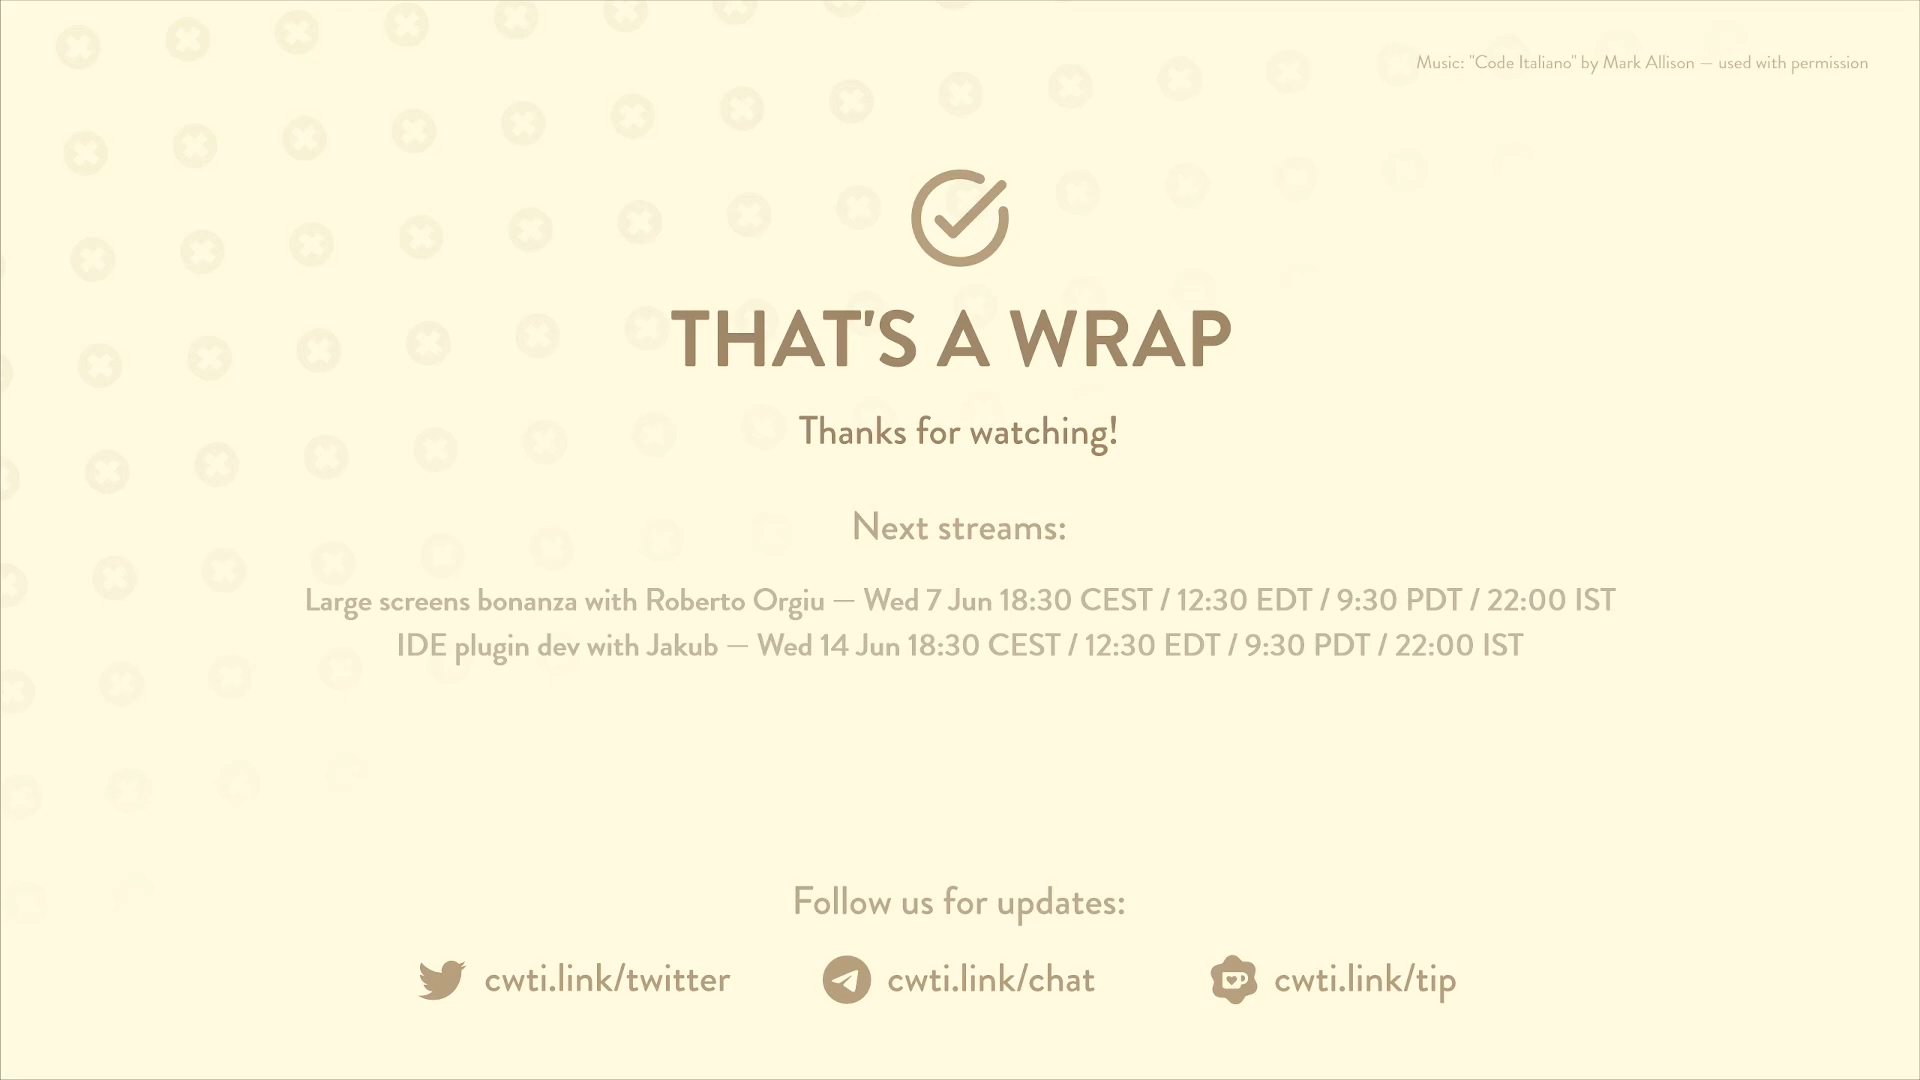 Music: "Code Italiano" by Mark Allison — used with permission
THAT'S A WRAP
Thanks for watching!
Next streams:
Large screens bonanza with Roberto Orgiu — Wed 7 Jun 18:30 CEST / 12:30 EDT / 9:30 PDT / 22:00 IST
IDE plugin dev with Jakub — Wed 14 Jun 18:30 CEST / 12:30 EDT / 9:30 PDT / 22:00 IST
Follow us for updates:
cwti.link/twitter cwti.link/chat cwti.link/tip